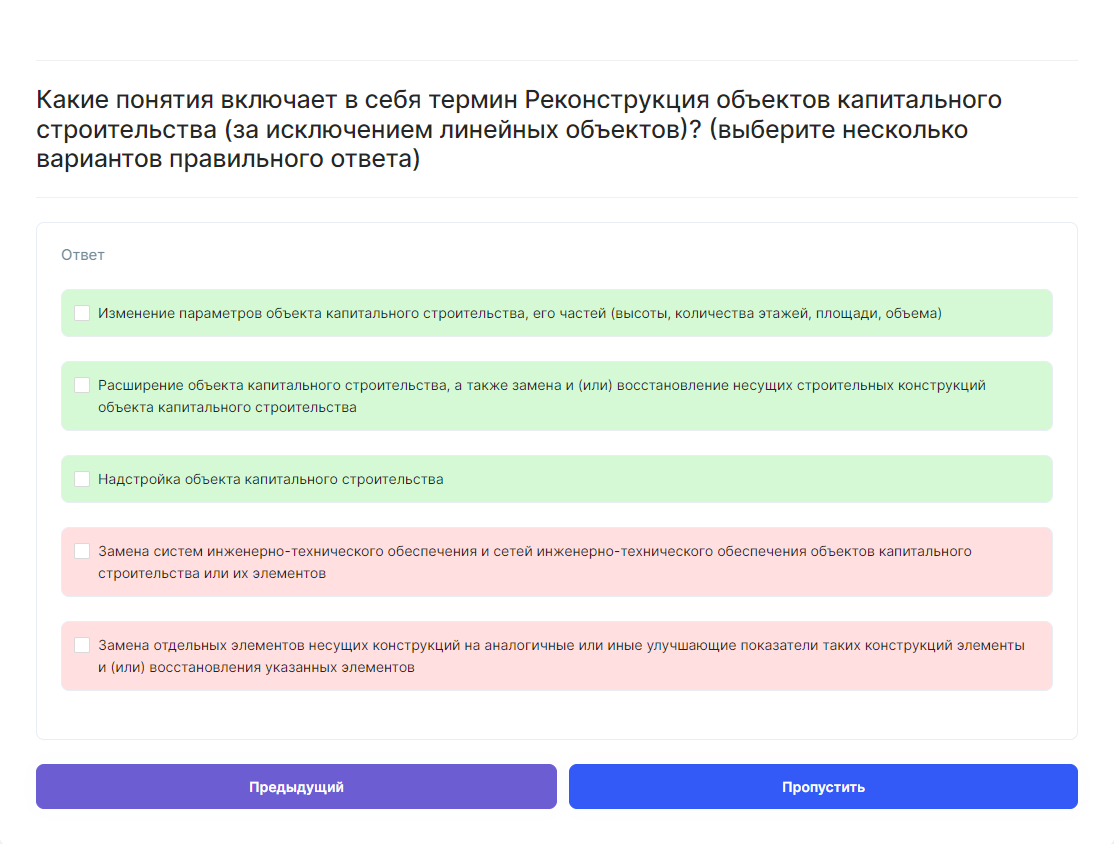 Какие понятия включает в себя термин Реконструкция объектов капитального
строительства (за исключением линейных объектов)? (выберите несколько
вариантов правильного ответа)
Ответ
Изменение параметров объекта капитального строительства, его частей (высоты, количества этажей, площади, объема)
Расширение объекта капитального строительства, а также замена и (или) восстановление несущих строительных конструкций
объекта капитального строительства
Надстройка объекта капитального строительства
Замена систем инженерно-технического обеспечения и сетей инженерно-технического обеспечения объектов капитального
строительства или их элементов
Замена отдельных элементов несущих конструкций на аналогичные или иные улучшающие показатели таких конструкций элементы
и (или) восстановления указанных элементов
Предыдущий
Пропустить